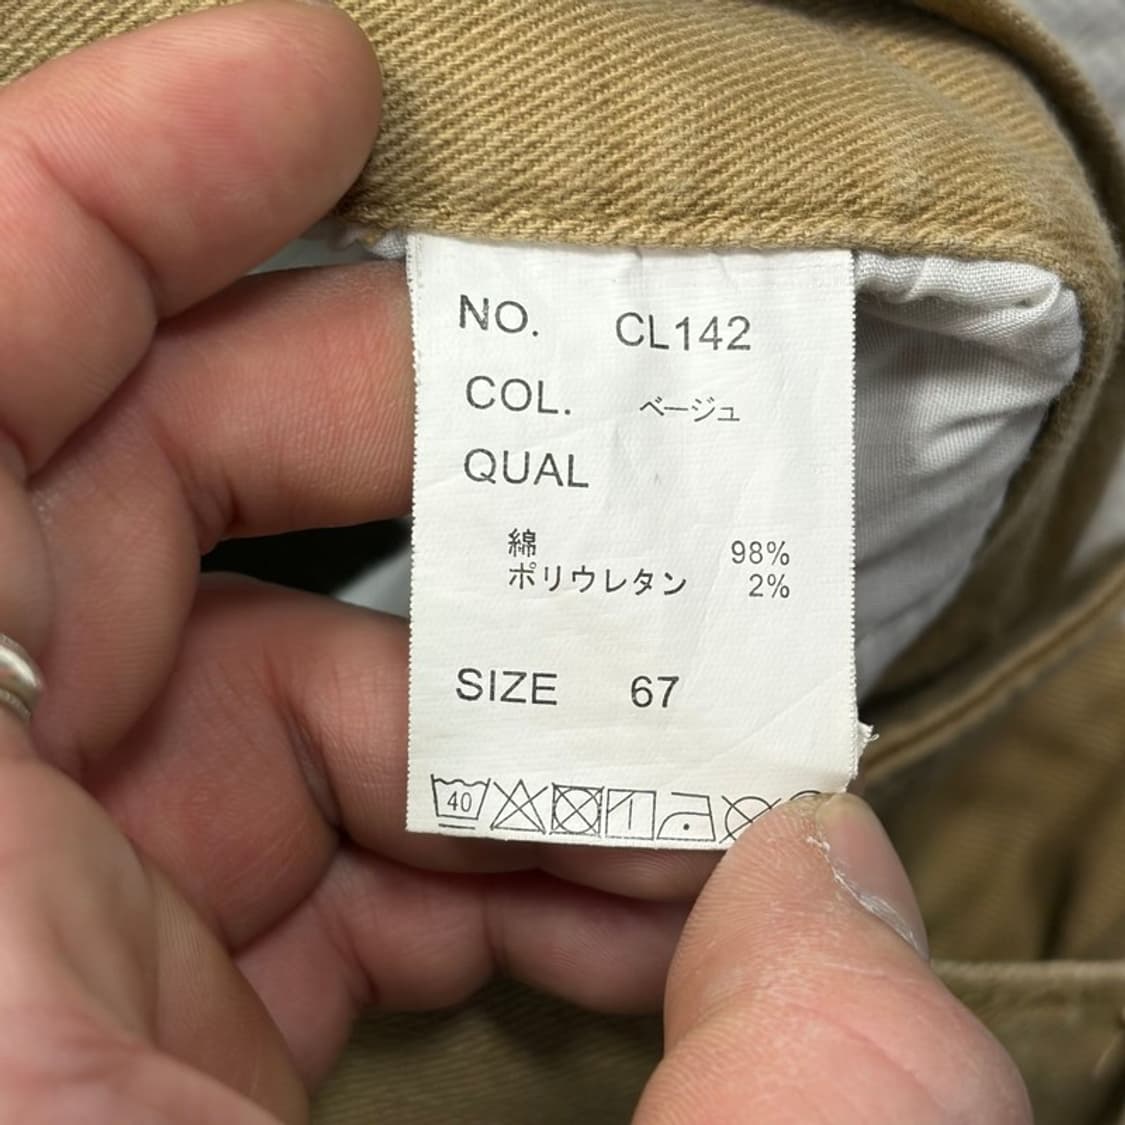 NO. CL142
COL. ベージュ
QUAL
綿 98%
ポリウレタン 2%
SIZE 67
40